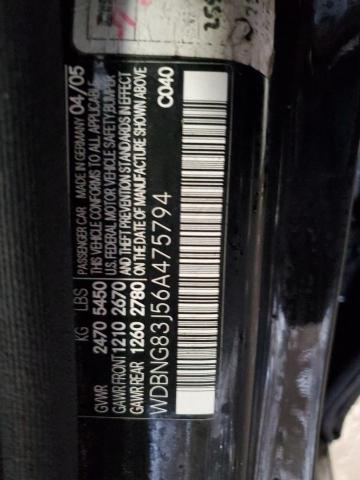 PASSENGER CAR MADE IN GERMANY 04/05
THIS VEHICLE CONFORMS TO ALL APPLICABLE
U.S. FEDERAL MOTOR VEHICLE SAFETY BUMPER
AND THEFT PREVENTION STANDARDS IN EFFECT
ON THE DATE OF MANUFACTURE SHOWN ABOVE
KG LBS
GVWR 2470 5450
GAWR FRONT 1210 2670
GAWR REAR 1260 2780
C040
WDBNG83J56A475794